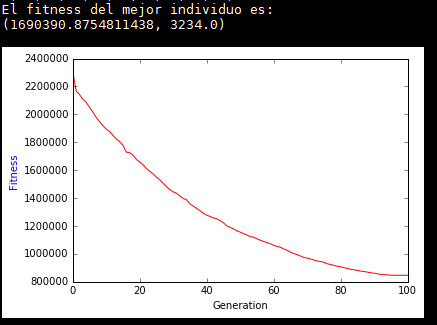 El fitness del mejor individuo es:
(1690390.8754811438, 3234.0)
2400000
2200000
2000000
1800000
1600000
1400000
1200000
1000000
800000
Fitness
0 20 40 60 80 100
Generation